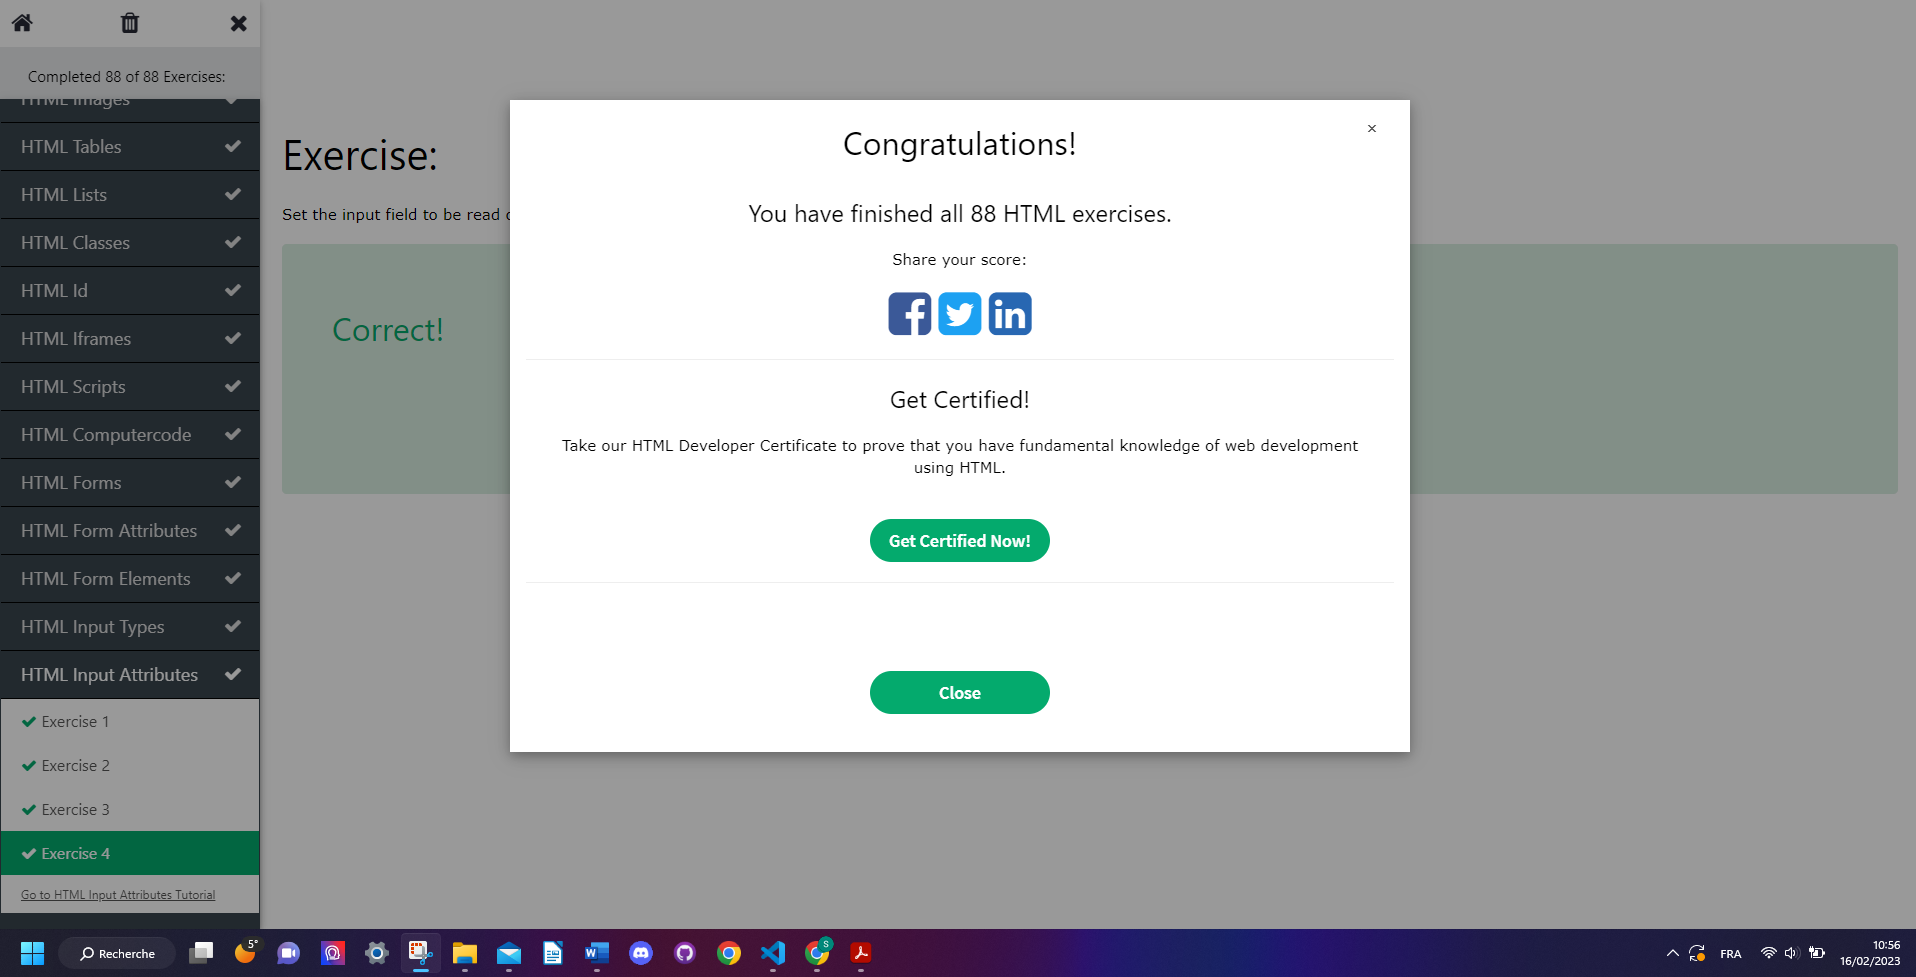 Completed 88 of 88 Exercises:
HTML Images
HTML Tables
HTML Lists
HTML Classes
HTML Id
HTML Iframes
HTML Scripts
HTML Computercode
HTML Forms
HTML Form Attributes
HTML Form Elements
HTML Input Types
HTML Input Attributes
Exercise 1
Exercise 2
Exercise 3
Exercise 4
Go to HTML Input Attributes Tutorial
Exercise:
Set the input field to be read
Correct!
×
Congratulations!
You have finished all 88 HTML exercises.
Share your score:
Get Certified!
Take our HTML Developer Certificate to prove that you have fundamental knowledge of web development
using HTML.
Get Certified Now!
Close
Recherche
5°
S
FRA
10:56
16/02/2023